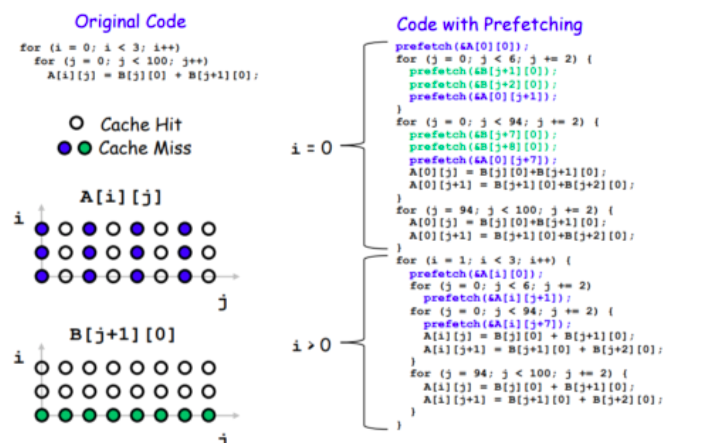 Original Code
for (i = 0; i < 3; i++)
for (j = 0; j < 100; j++)
A[i][j] = B[j][0] + B[j+1][0];
Cache Hit
Cache Miss
A[i][j]
i
j
B[j+1][0]
i
j
Code with Prefetching
i = 0
prefetch(&A[0][0]);
for (j = 0; j < 6; j += 2) {
prefetch(&B[j+1][0]);
prefetch(&B[j+2][0]);
prefetch(&A[0][j+1]);
}
for (j = 0; j < 94; j += 2) {
prefetch(&B[j+7][0]);
prefetch(&B[j+8][0]);
prefetch(&A[0][j+7]);
A[0][j] = B[j][0]+B[j+1][0];
A[0][j+1] = B[j+1][0]+B[j+2][0];
}
for (j = 94; j < 100; j += 2) {
A[0][j] = B[j][0]+B[j+1][0];
A[0][j+1] = B[j+1][0]+B[j+2][0];
}
i > 0
for (i = 1; i < 3; i++) {
prefetch(&A[i][0]);
for (j = 0; j < 6; j += 2)
prefetch(&A[i][j+1]);
for (j = 0; j < 94; j += 2) {
prefetch(&A[i][j+7]);
A[i][j] = B[j][0] + B[j+1][0];
A[i][j+1] = B[j+1][0] + B[j+2][0];
}
for (j = 94; j < 100; j += 2) {
A[i][j] = B[j][0] + B[j+1][0];
A[i][j+1] = B[j+1][0] + B[j+2][0];
}
}